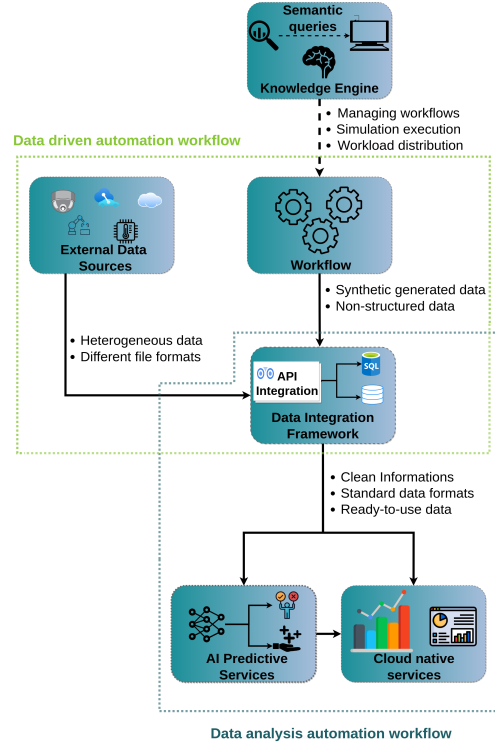 Semantic
queries
Knowledge Engine
• Managing workflows
• Simulation execution
• Workload distribution
Data driven automation workflow
External Data
Sources
Workflow
• Synthetic generated data
• Non-structured data
• Heterogeneous data
• Different file formats
API
Integration
SQL
Data Integration
Framework
• Clean Informations
• Standard data formats
• Ready-to-use data
AI Predictive
Services
Cloud native
services
Data analysis automation workflow